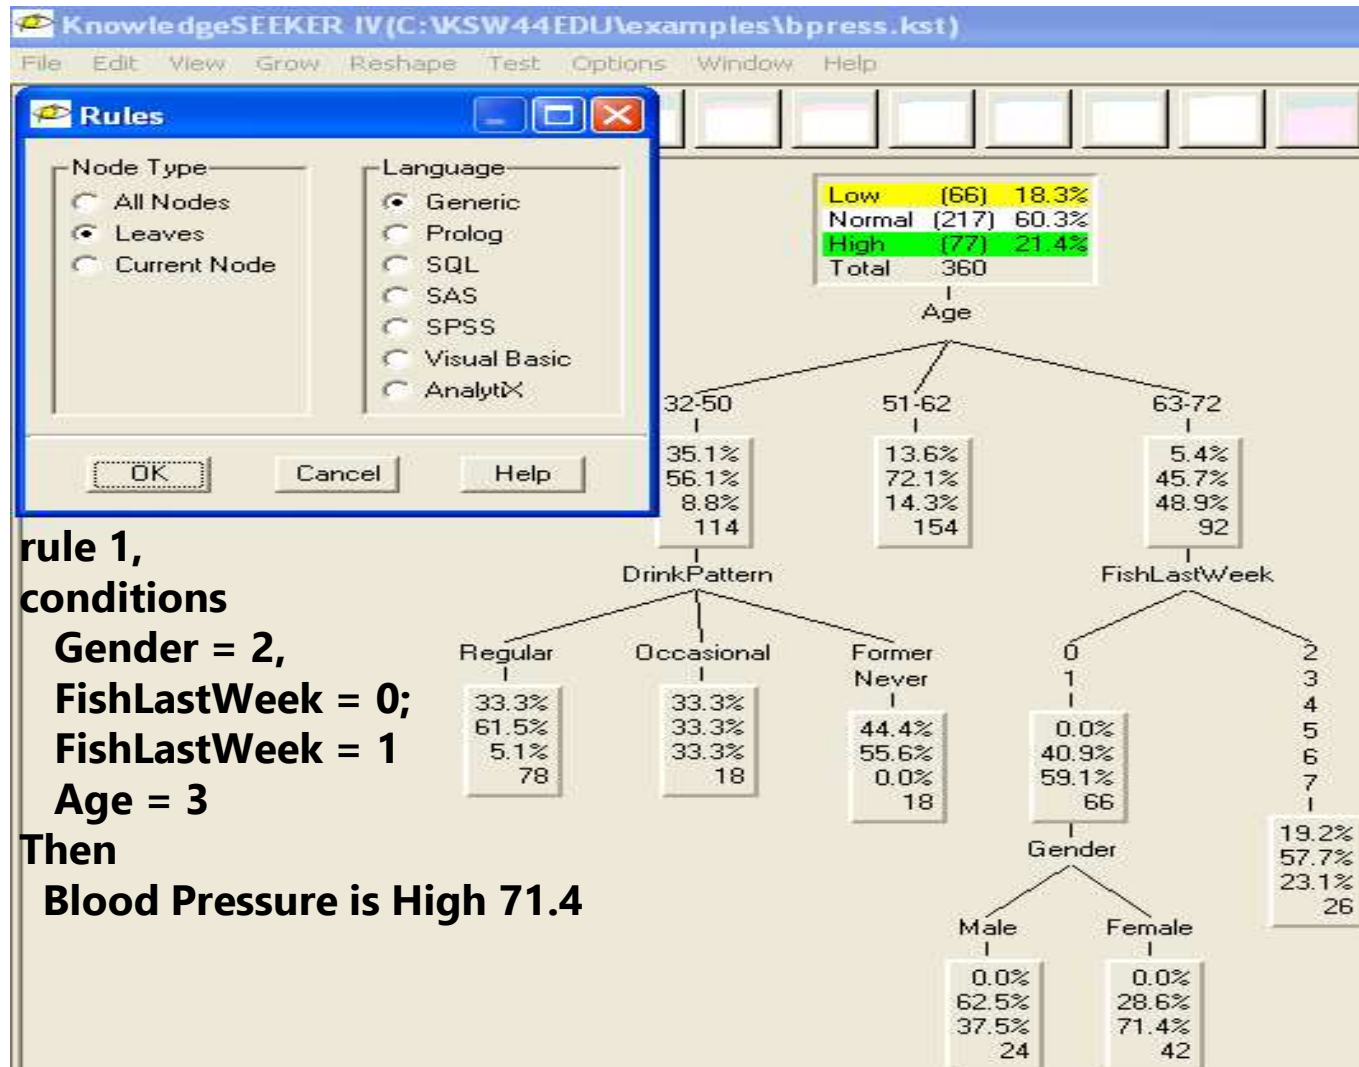 KnowledgeSEEKER IV(C:\KSW44EDU\examples\bpress.kst)
File Edit View Grow Reshape Test Options Window Help
Rules
Node Type
All Nodes
Leaves
Current Node
Language
Generic
Prolog
SQL
SAS
SPSS
Visual Basic
AnalytiX
OK Cancel Help
Low (66) 18.3%
Normal (217) 60.3%
High (77) 21.4%
Total 360
Age
32-50 51-62 63-72
35.1% 13.6% 5.4%
56.1% 72.1% 45.7%
8.8% 14.3% 48.9%
114 154 92
DrinkPattern FishLastWeek
Regular Occasional Former 0 2
Never 1 3
4
5
6
7
33.3% 33.3% 44.4% 0.0%
61.5% 33.3% 55.6% 40.9%
5.1% 33.3% 0.0% 59.1%
78 18 18 66
19.2%
57.7%
23.1%
26
Gender
Male Female
0.0% 0.0%
62.5% 28.6%
37.5% 71.4%
24 42
rule 1,
conditions
Gender = 2,
FishLastWeek = 0;
FishLastWeek = 1
Age = 3
Then
Blood Pressure is High 71.4